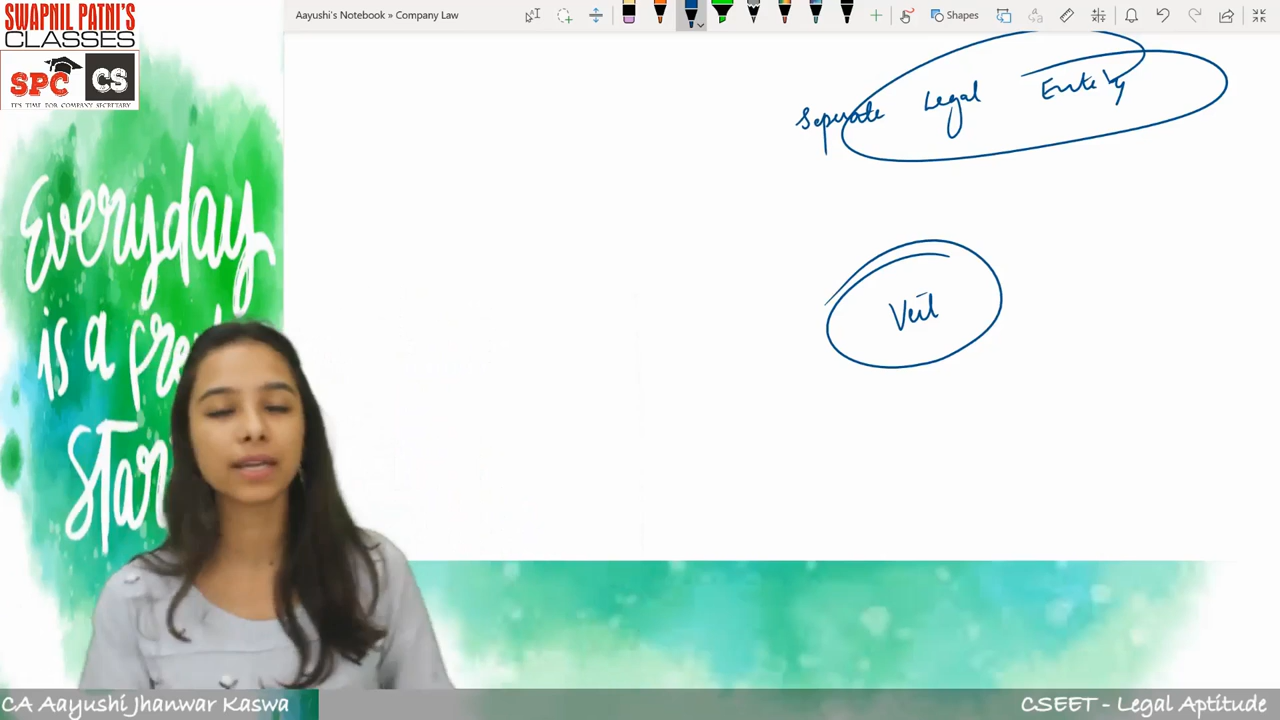 SWAPNIL PATNI'S
CLASSES
SPC
CS
IT'S TIME FOR COMPANY SECRETARY
Aayushi's Notebook » Company Law
Shapes
Seperate Legal Entity
Veil
Everyday
is a
Star
CA Aayushi Jhanwar Kaswa
CSEET - Legal Aptitude